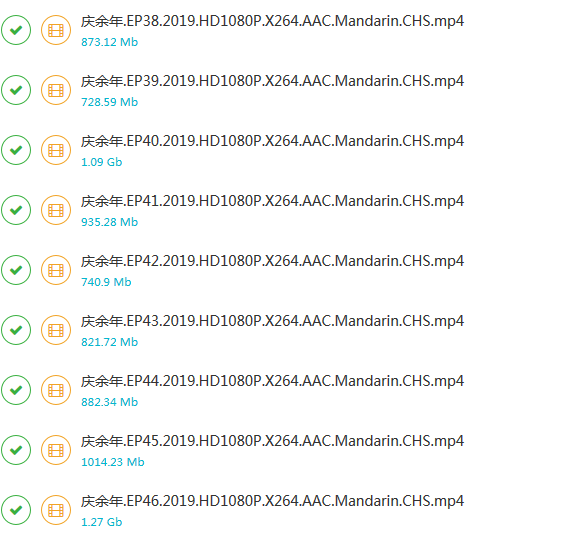 庆余年.EP38.2019.HD1080P.X264.AAC.Mandarin.CHS.mp4
873.12 Mb
庆余年.EP39.2019.HD1080P.X264.AAC.Mandarin.CHS.mp4
728.59 Mb
庆余年.EP40.2019.HD1080P.X264.AAC.Mandarin.CHS.mp4
1.09 Gb
庆余年.EP41.2019.HD1080P.X264.AAC.Mandarin.CHS.mp4
935.28 Mb
庆余年.EP42.2019.HD1080P.X264.AAC.Mandarin.CHS.mp4
740.9 Mb
庆余年.EP43.2019.HD1080P.X264.AAC.Mandarin.CHS.mp4
821.72 Mb
庆余年.EP44.2019.HD1080P.X264.AAC.Mandarin.CHS.mp4
882.34 Mb
庆余年.EP45.2019.HD1080P.X264.AAC.Mandarin.CHS.mp4
1014.23 Mb
庆余年.EP46.2019.HD1080P.X264.AAC.Mandarin.CHS.mp4
1.27 Gb